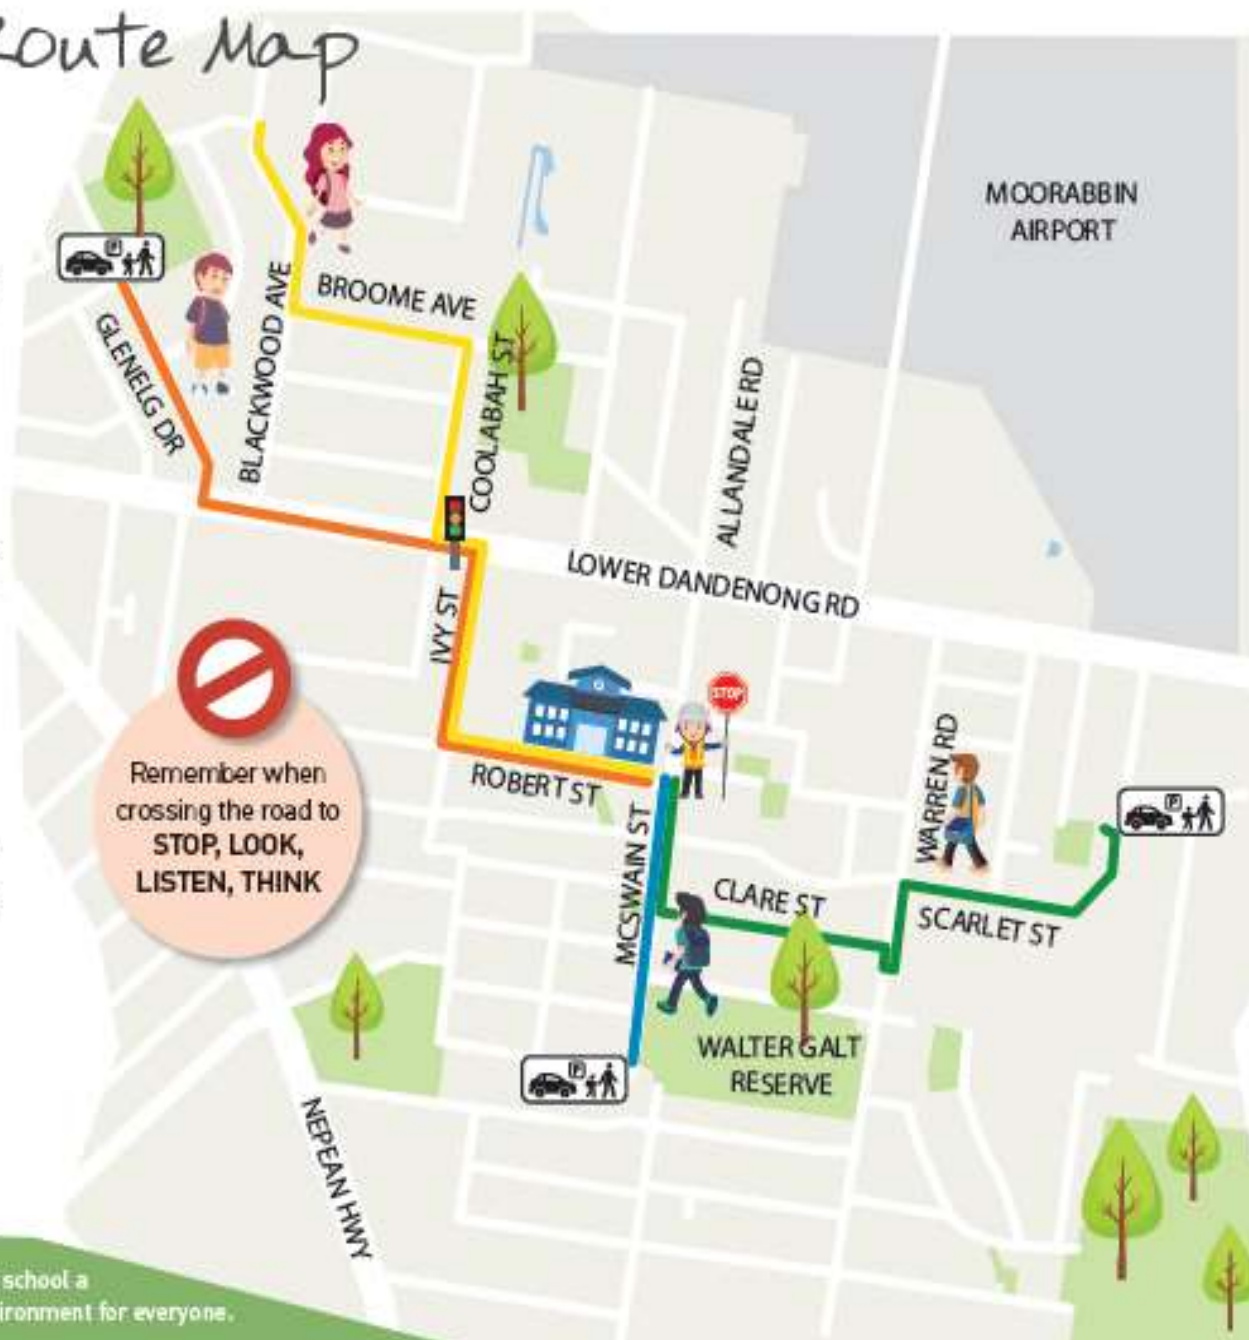 Route Map
MOORABBIN
AIRPORT
BROOME AVE
GLENELG DR
BLACKWOOD AVE
COOLABAH ST
ALLANDALE RD
LOWER DANDENONG RD
IVY ST
STOP
Remember when
crossing the road to
STOP, LOOK,
LISTEN, THINK
ROBERT ST
WARREN RD
MCSWAIN ST
CLARE ST
SCARLET ST
WALTER GALT
RESERVE
NEPEAN HWY
P
P
P
school a
ironment for everyone.